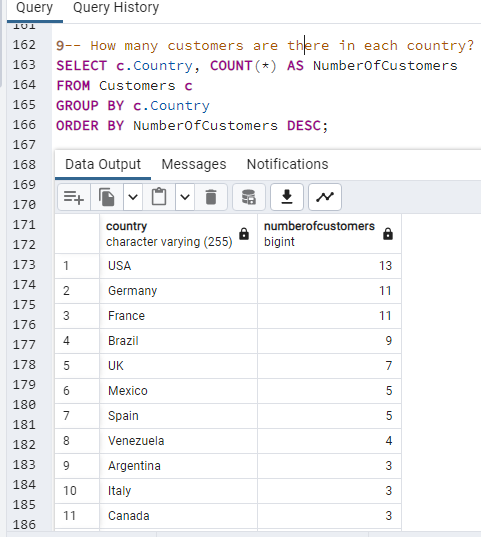 Query Query History
161
162 9-- How many customers are there in each country?
163 SELECT c.Country, COUNT(*) AS NumberOfCustomers
164 FROM Customers c
165 GROUP BY c.Country
166 ORDER BY NumberOfCustomers DESC;
167
168
169
170
171
172
173
174
175
176
177
178
179
180
181
182
183
184
185
186
Data Output Messages Notifications
country numberofcustomers
character varying (255) bigint
1 USA 13
2 Germany 11
3 France 11
4 Brazil 9
5 UK 7
6 Mexico 5
7 Spain 5
8 Venezuela 4
9 Argentina 3
10 Italy 3
11 Canada 3